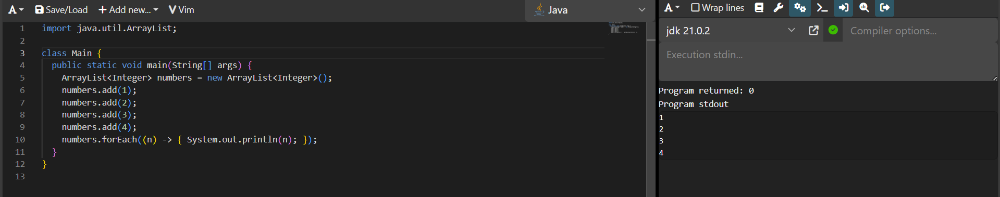 A Save/Load + Add new... Vim Java
1 import java.util.ArrayList;
2
3 class Main {
4 public static void main(String[] args) {
5 ArrayList<Integer> numbers = new ArrayList<Integer>();
6 numbers.add(1);
7 numbers.add(2);
8 numbers.add(3);
9 numbers.add(4);
10 numbers.forEach((n) -> { System.out.println(n); });
11 }
12 }
13
A Wrap lines
jdk 21.0.2 Compiler options...
Execution stdin...
Program returned: 0
Program stdout
1
2
3
4